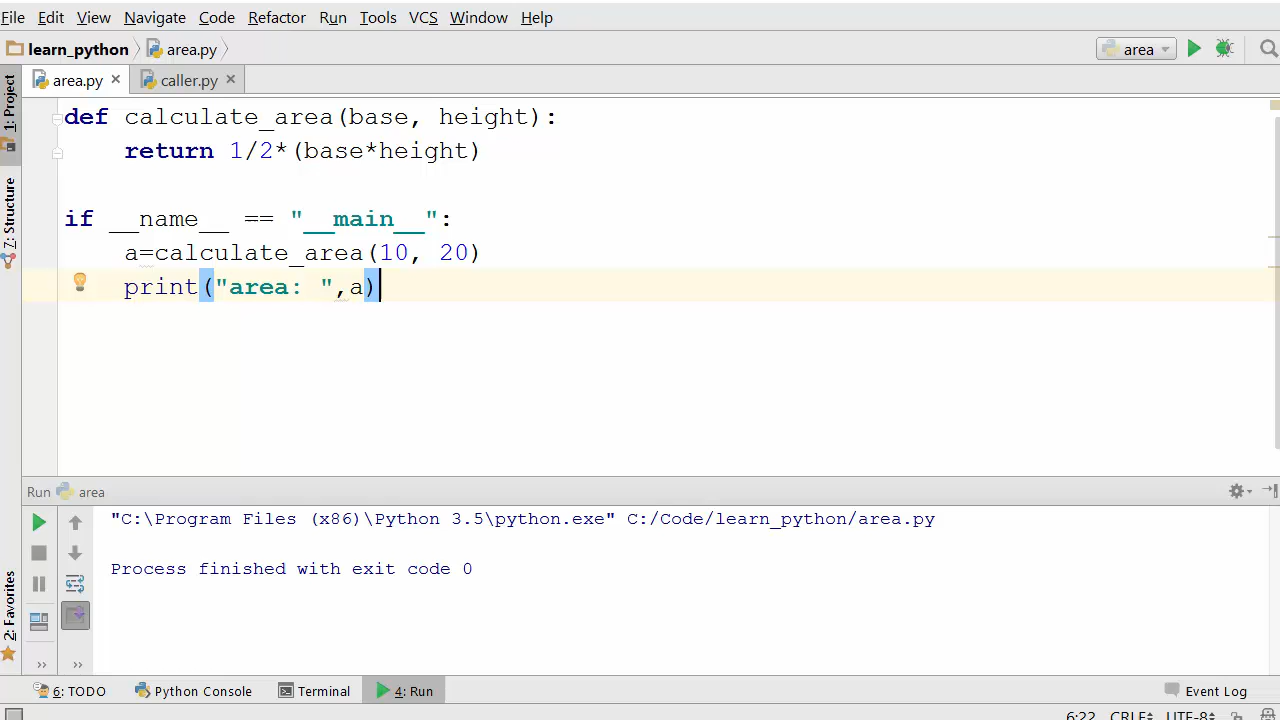 File Edit View Navigate Code Refactor Run Tools VCS Window Help
learn_python area.py area
area.py caller.py
1: Project
7: Structure
2: Favorites
def calculate_area(base, height):
return 1/2*(base*height)
if __name__ == "__main__":
a=calculate_area(10, 20)
print("area: ",a)
Run area
"C:\Program Files (x86)\Python 3.5\python.exe" C:/Code/learn_python/area.py
Process finished with exit code 0
6: TODO Python Console Terminal 4: Run Event Log
6:22 CRLF UTF-8